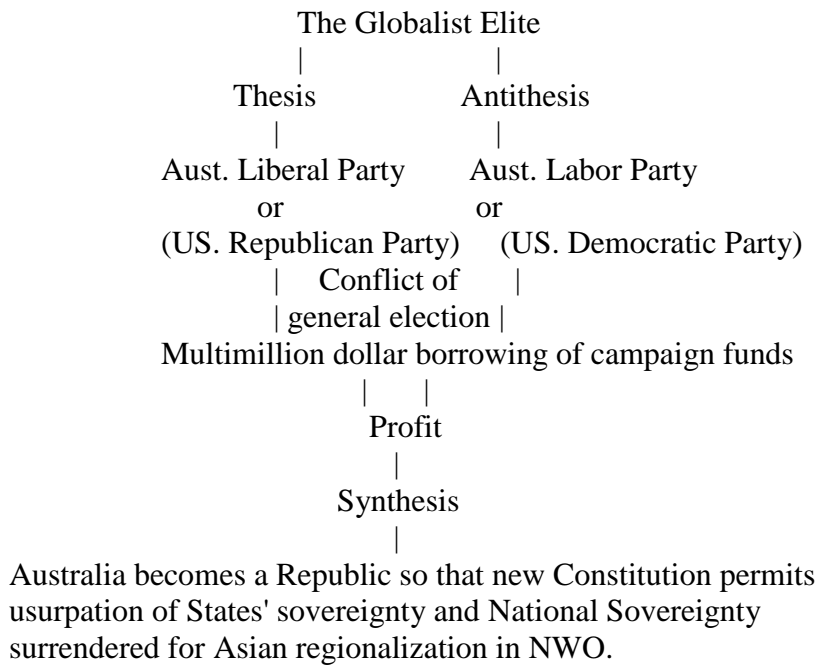 The Globalist Elite
| |
Thesis Antithesis
| |
Aust. Liberal Party Aust. Labor Party
or or
(US. Republican Party) (US. Democratic Party)
| Conflict of |
| general election |
Multimillion dollar borrowing of campaign funds
| |
Profit
|
Synthesis
|
Australia becomes a Republic so that new Constitution permits
usurpation of States' sovereignty and National Sovereignty
surrendered for Asian regionalization in NWO.